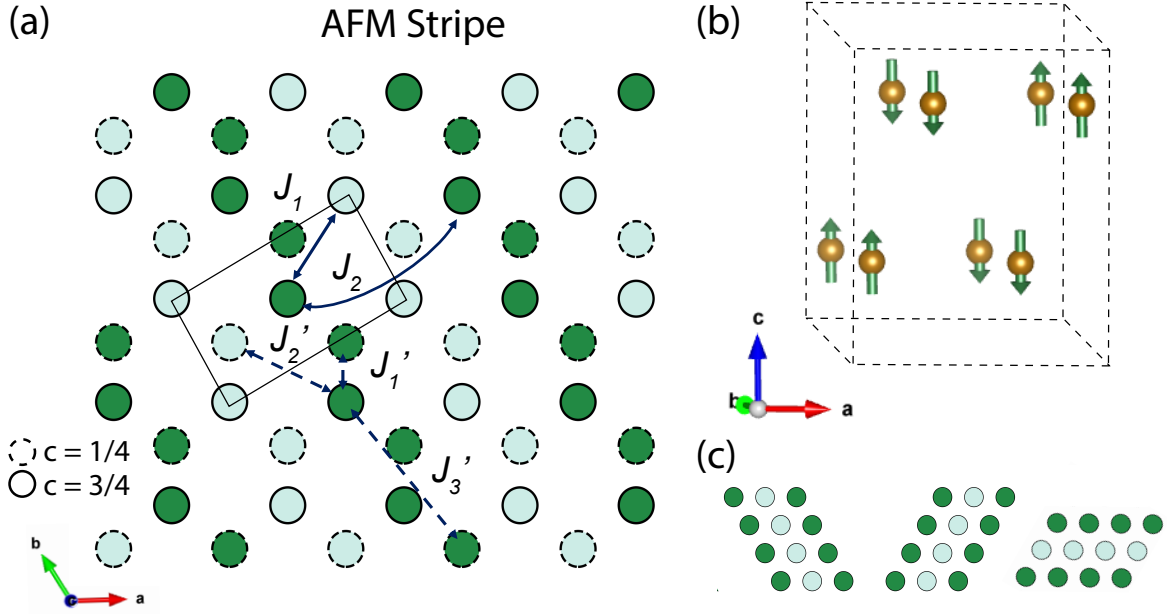 (a)
AFM Stripe
J₁
J₂
J₂'
J₁'
J₃'
c = 1/4
c = 3/4
b
a
(b)
c
b
a
(c)